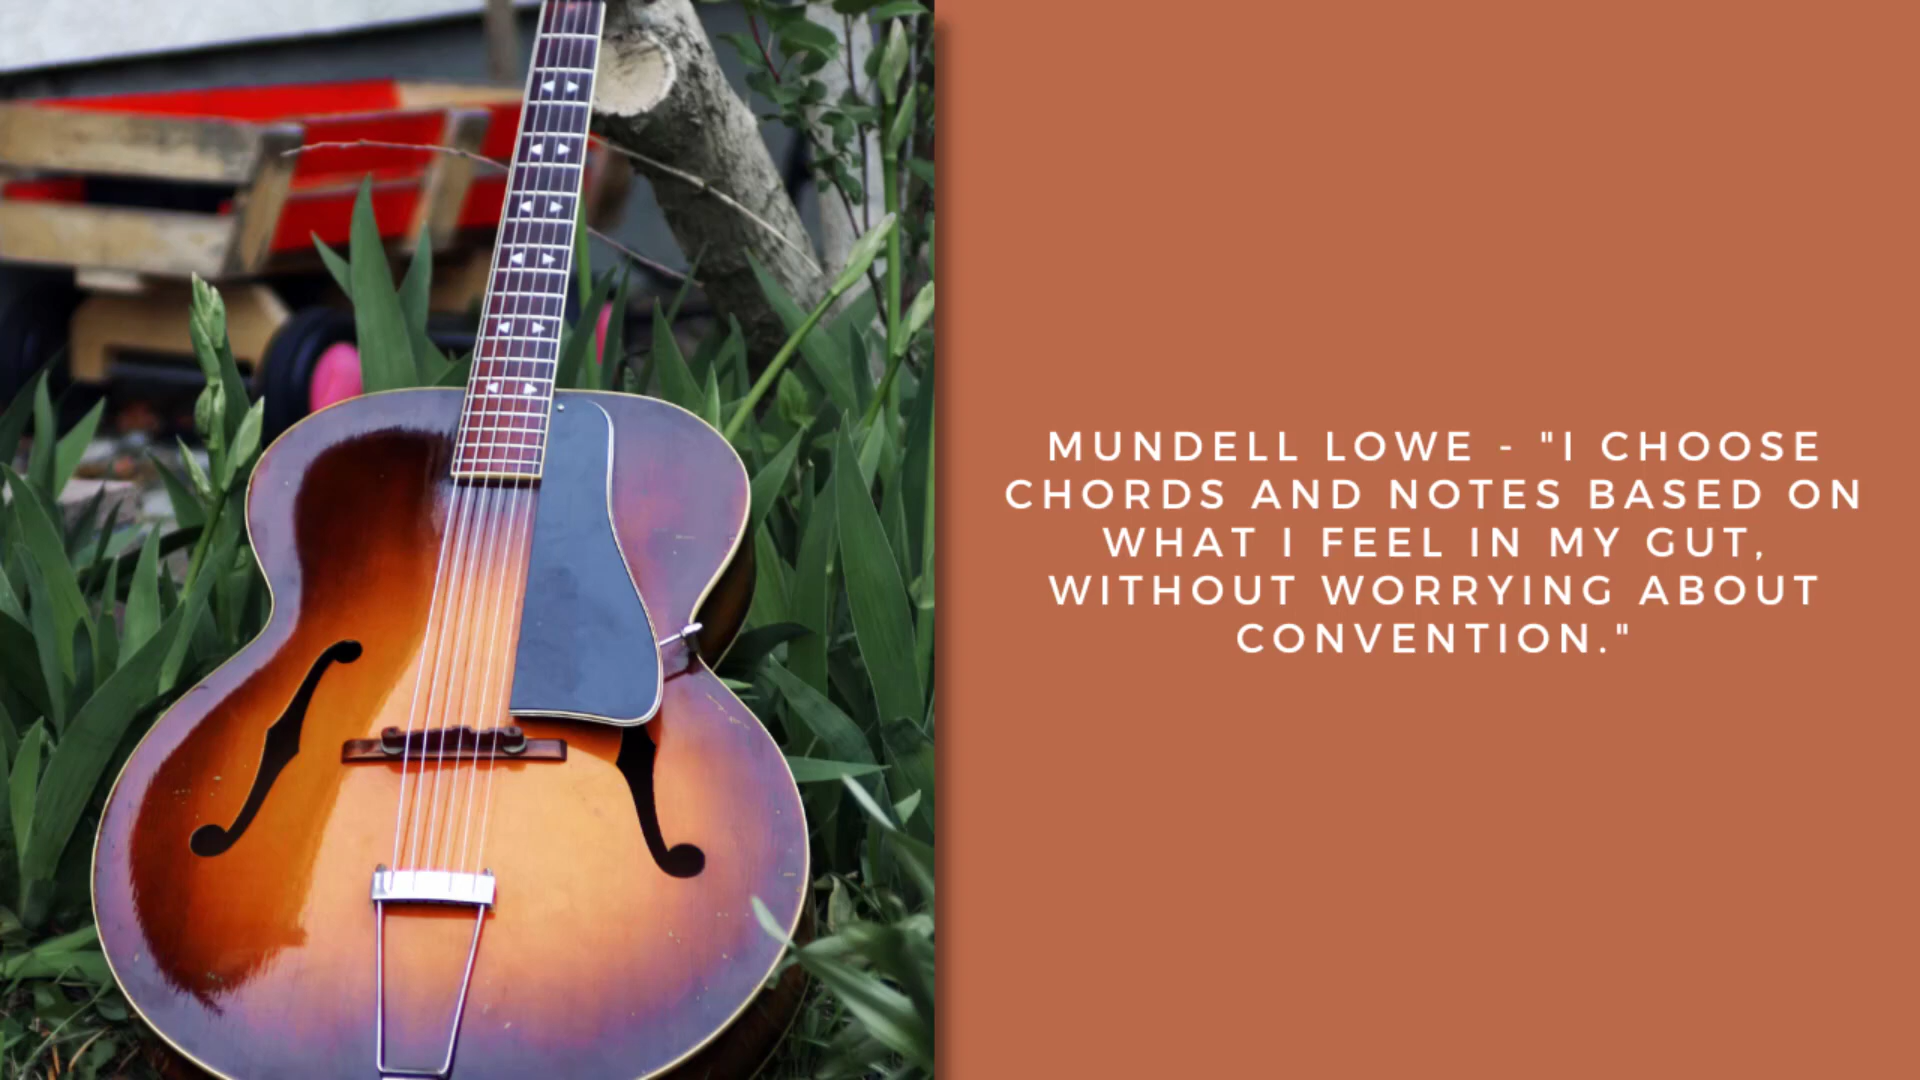 MUNDELL LOWE - "I CHOOSE
CHORDS AND NOTES BASED ON
WHAT I FEEL IN MY GUT,
WITHOUT WORRYING ABOUT
CONVENTION."